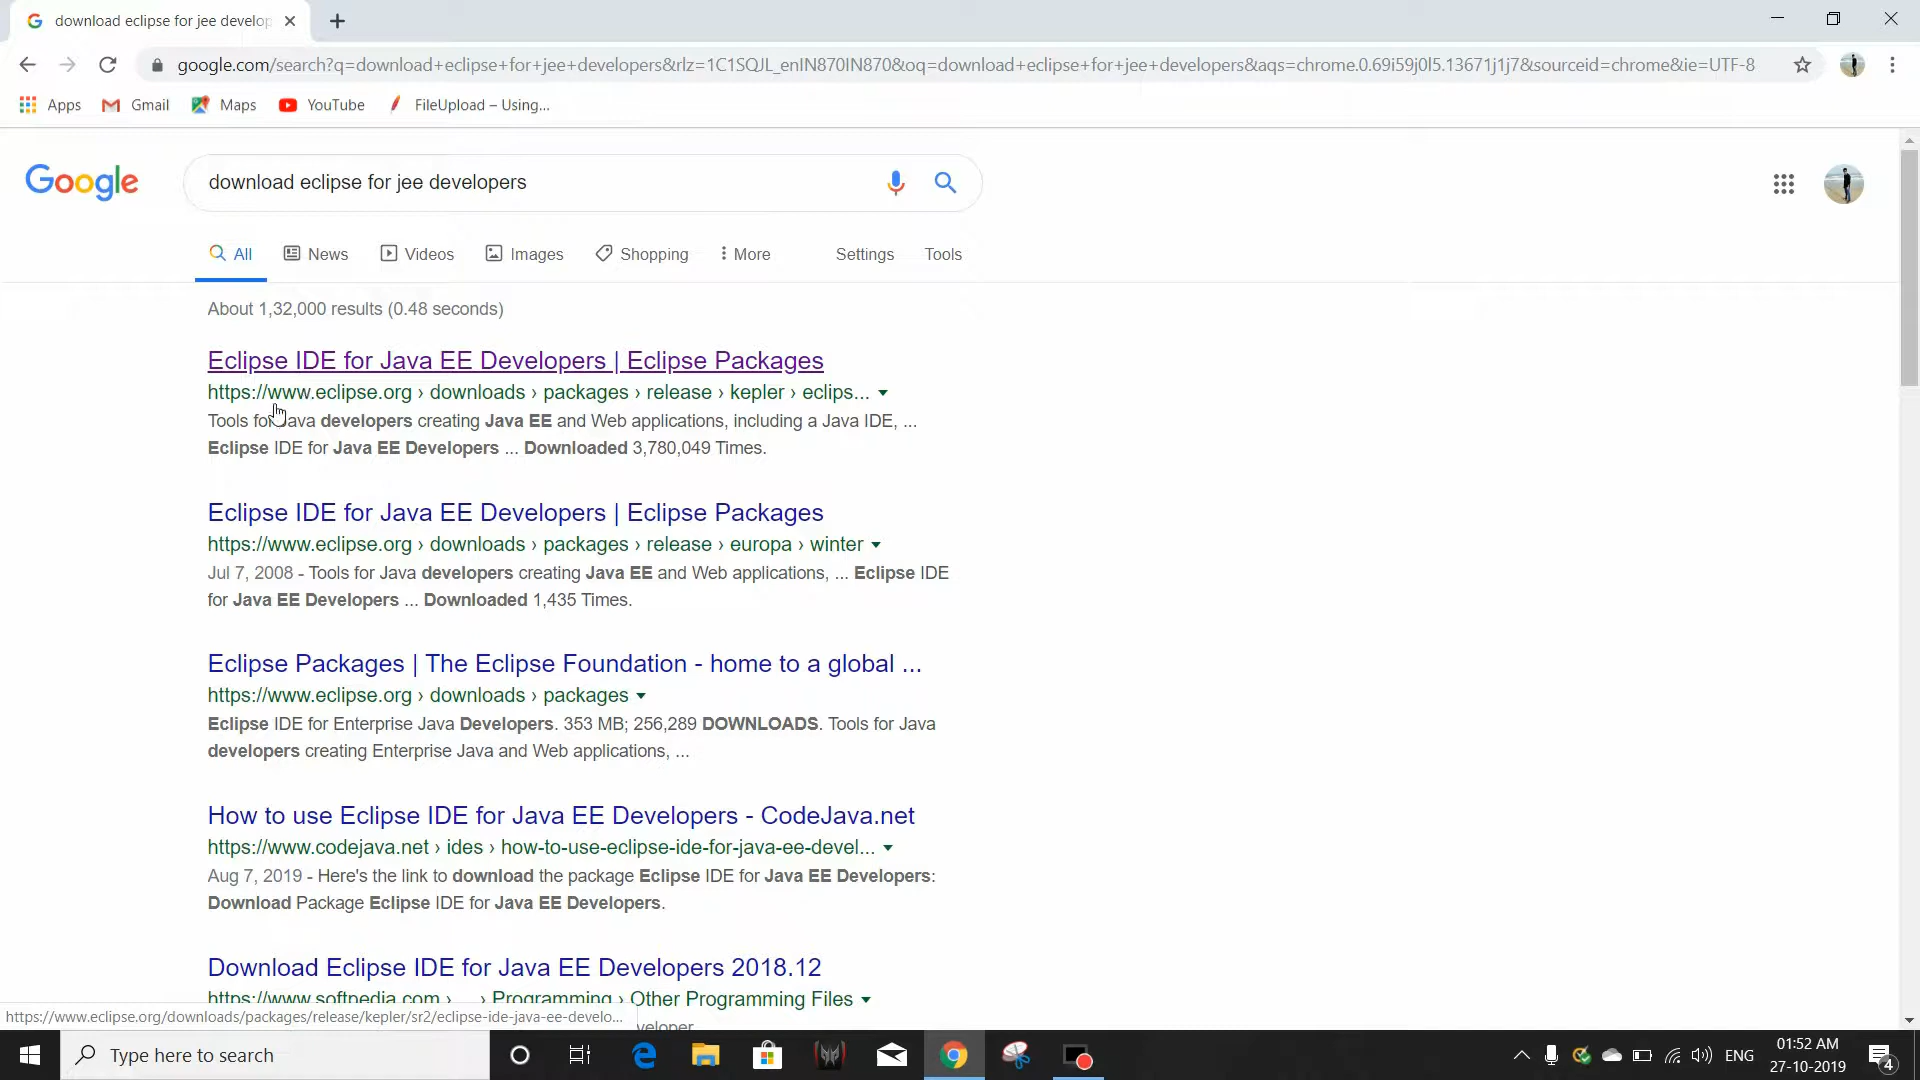 download eclipse for jee develop
google.com/search?q=download+eclipse+for+jee+developers&rlz=1C1SQJL_enIN870IN870&oq=download+eclipse+for+jee+developers&aqs=chrome.0.69i59j0l5.13671j1j7&sourceid=chrome&ie=UTF-8
Apps Gmail Maps YouTube FileUpload – Using...
Google download eclipse for jee developers
All News Videos Images Shopping More Settings Tools
About 1,32,000 results (0.48 seconds)
Eclipse IDE for Java EE Developers | Eclipse Packages
https://www.eclipse.org › downloads › packages › release › kepler › eclips...
Tools for Java developers creating Java EE and Web applications, including a Java IDE, ...
Eclipse IDE for Java EE Developers ... Downloaded 3,780,049 Times.
Eclipse IDE for Java EE Developers | Eclipse Packages
https://www.eclipse.org › downloads › packages › release › europa › winter
Jul 7, 2008 - Tools for Java developers creating Java EE and Web applications, ... Eclipse IDE
for Java EE Developers ... Downloaded 1,435 Times.
Eclipse Packages | The Eclipse Foundation - home to a global ...
https://www.eclipse.org › downloads › packages
Eclipse IDE for Enterprise Java Developers. 353 MB; 256,289 DOWNLOADS. Tools for Java
developers creating Enterprise Java and Web applications, ...
How to use Eclipse IDE for Java EE Developers - CodeJava.net
https://www.codejava.net › ides › how-to-use-eclipse-ide-for-java-ee-devel...
Aug 7, 2019 - Here's the link to download the package Eclipse IDE for Java EE Developers:
Download Package Eclipse IDE for Java EE Developers.
Download Eclipse IDE for Java EE Developers 2018.12
https://www.softpedia.com › ... › Programming › Other Programming Files
https://www.eclipse.org/downloads/packages/release/kepler/sr2/eclipse-ide-java-ee-develo...
veloper
Type here to search
ENG
01:52 AM
27-10-2019
4